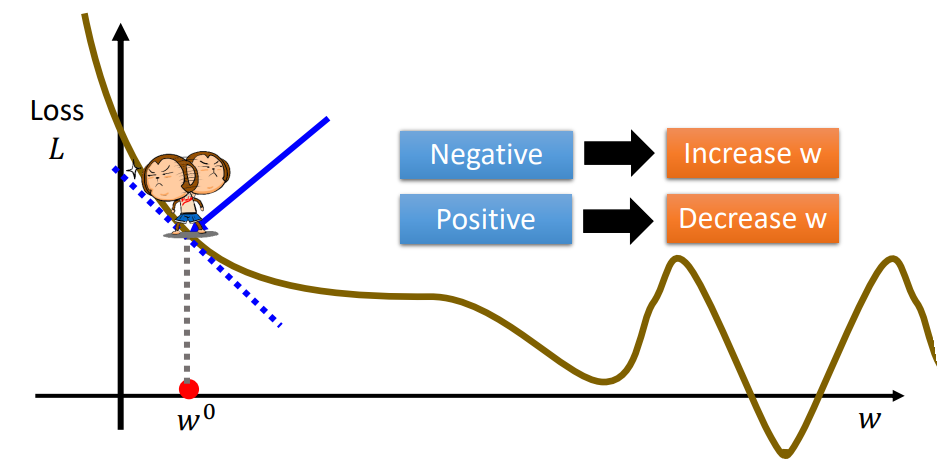 Loss
L
Negative
Increase w
Positive
Decrease w
w⁰
w